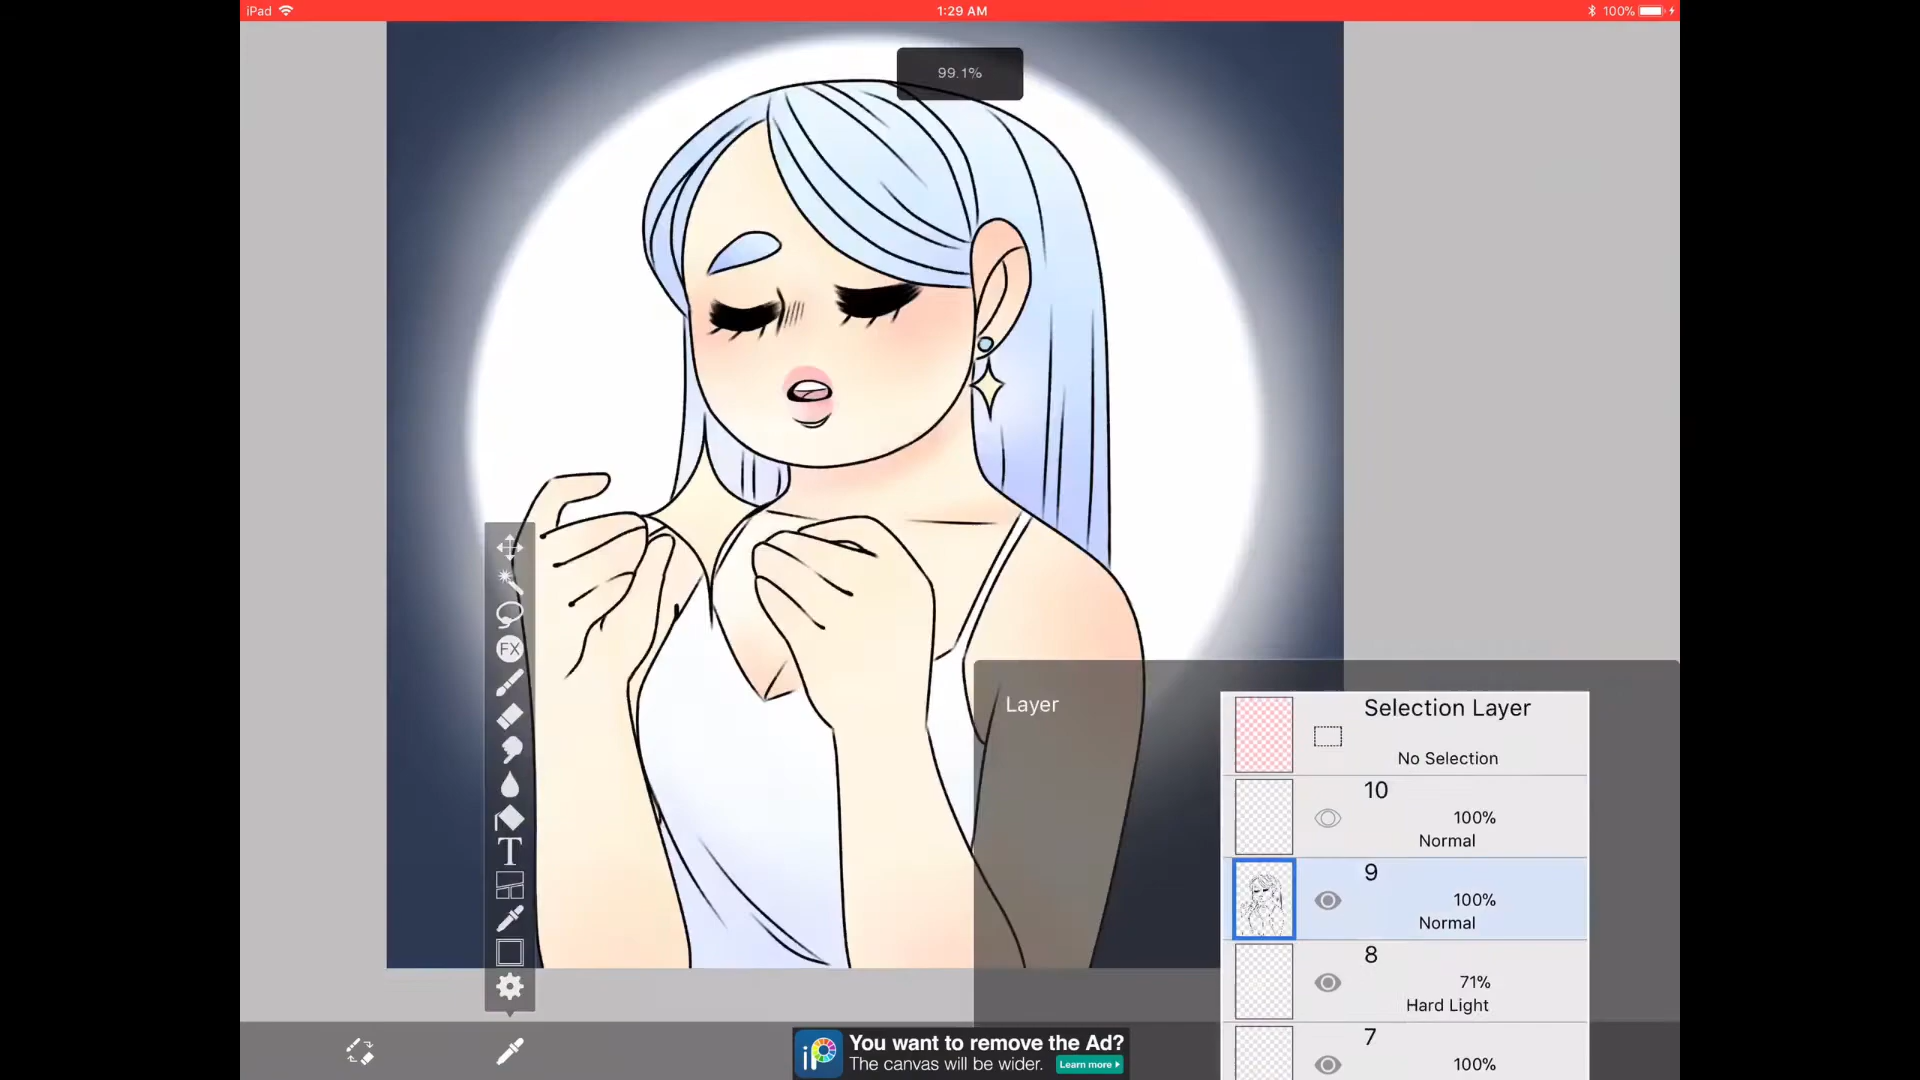 iPad
1:29 AM
100%
99.1%
FX
T
Layer
Selection Layer
No Selection
10
100%
Normal
9
100%
Normal
8
71%
Hard Light
7
100%
iP
You want to remove the Ad?
The canvas will be wider.
Learn more